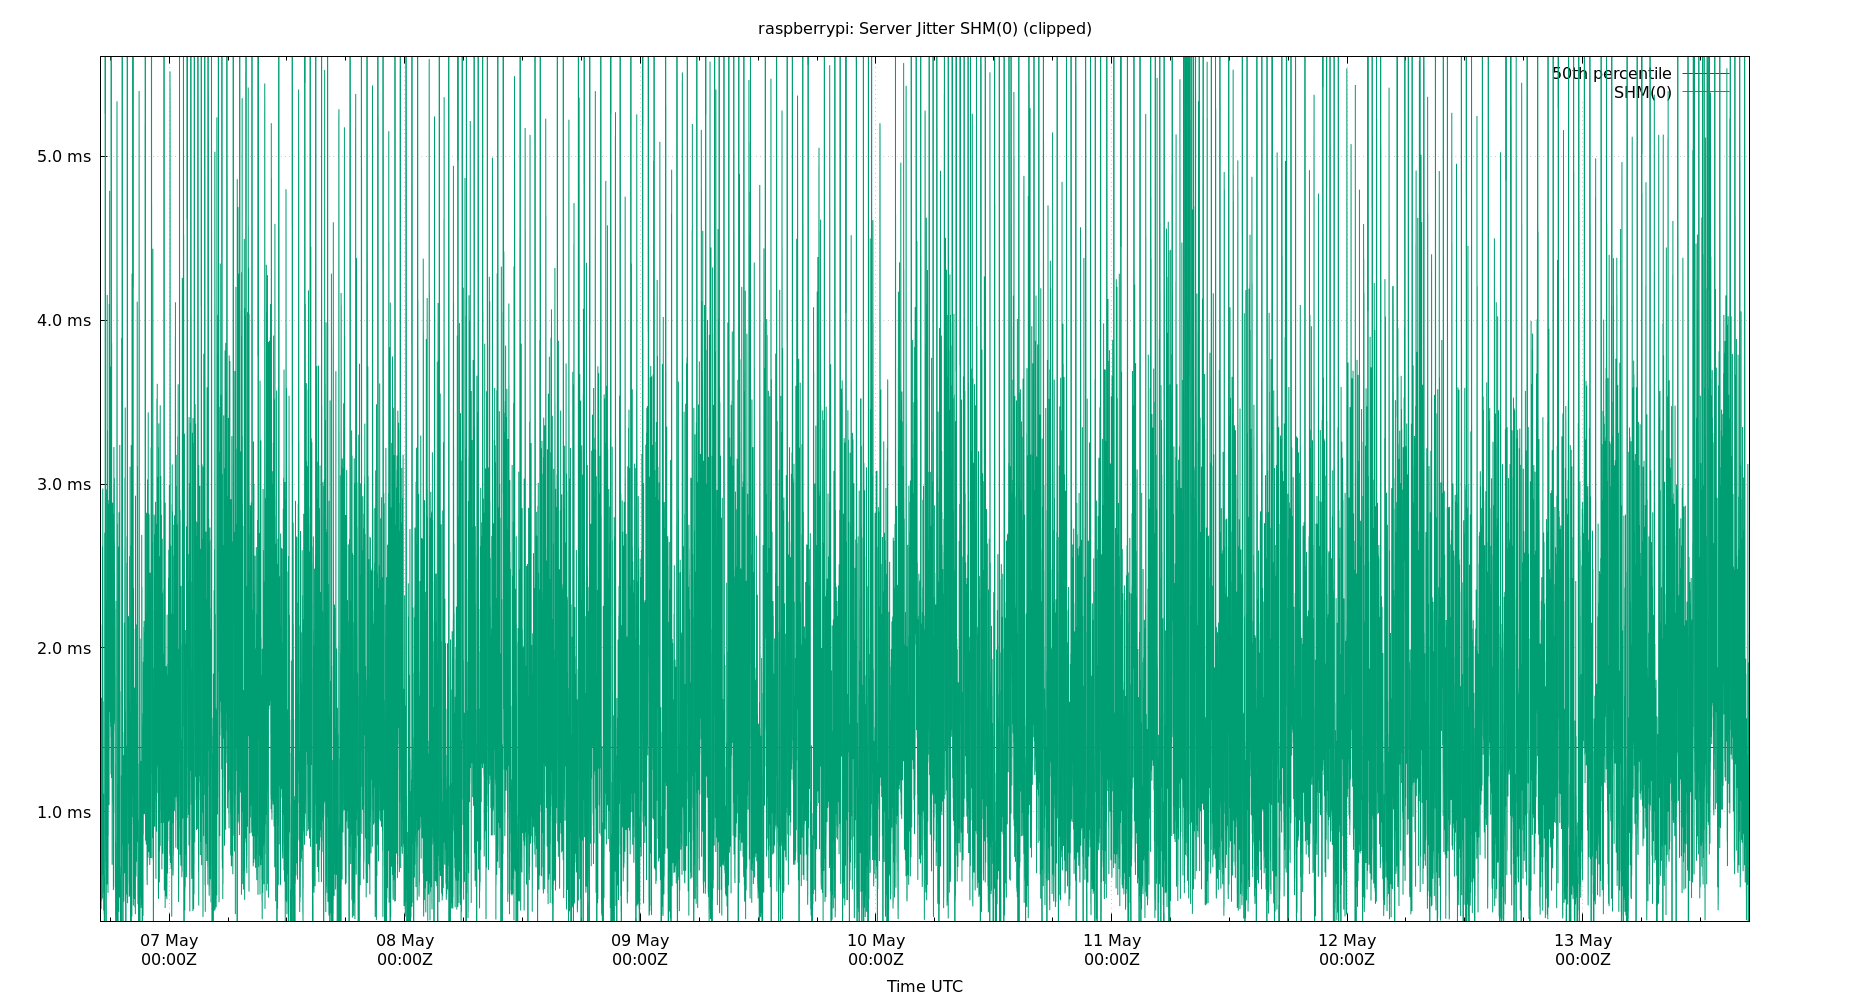 raspberrypi: Server Jitter SHM(0) (clipped)
50th percentile
SHM(0)
5.0 ms
4.0 ms
3.0 ms
2.0 ms
1.0 ms
07 May 08 May 09 May 10 May 11 May 12 May 13 May
00:00Z 00:00Z 00:00Z 00:00Z 00:00Z 00:00Z 00:00Z
Time UTC